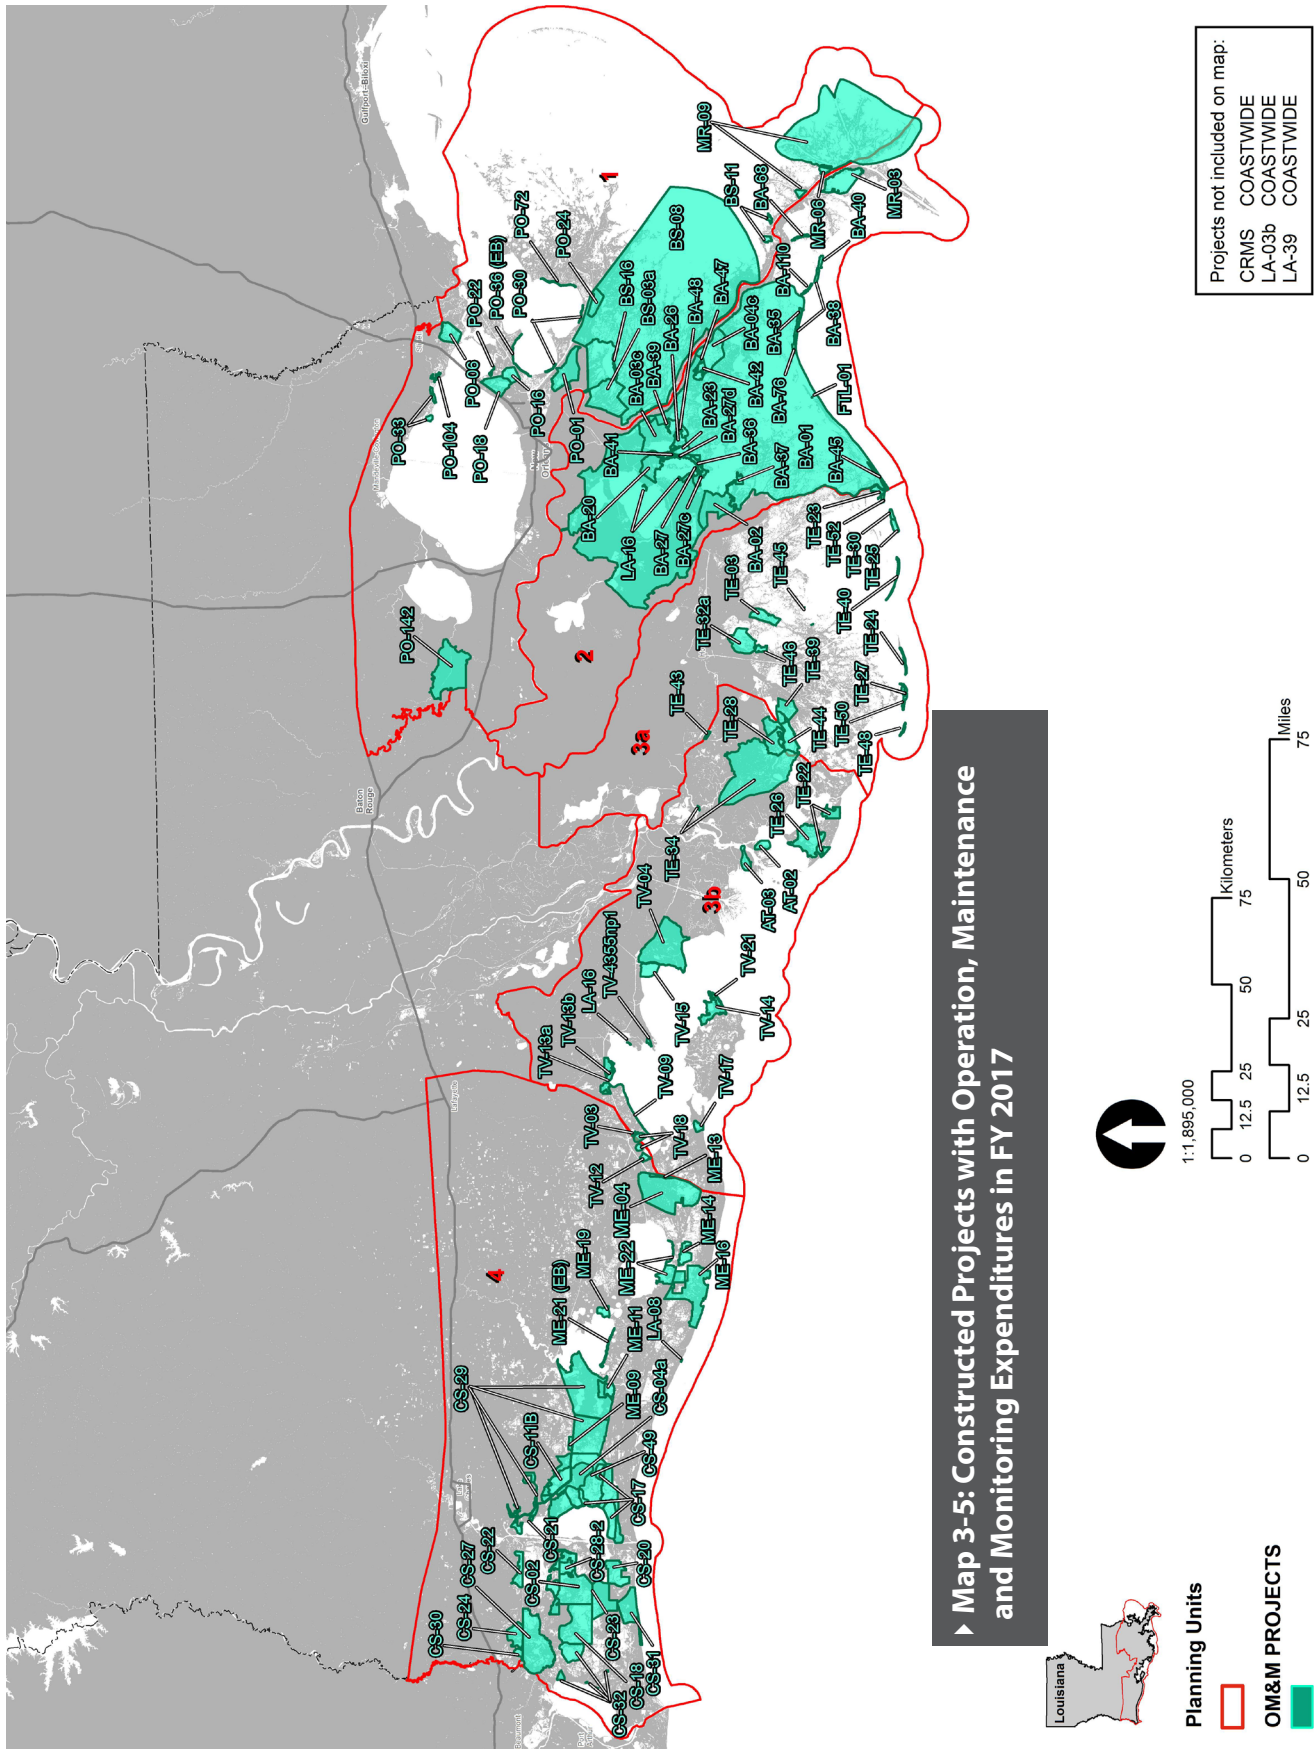 Gulfport-Biloxi
Baton
Rouge
Lafayette
1
2
3a
3b
4
PO-33
PO-104
PO-18
PO-06
PO-22
PO-36 (EB)
PO-30
PO-72
PO-24
PO-16
PO-01
PO-142
MR-09
BS-11
BA-68
BS-08
MR-06
BA-40
MR-03
BA-110
BS-16
BS-03a
BA-26
BA-48
BA-47
BA-03c
BA-39
BA-04c
BA-35
BA-38
BA-41
BA-23
BA-27d
BA-42
BA-76
FTL-01
BA-20
BA-36
BA-37
BA-01
BA-45
LA-16
BA-27
BA-27c
BA-02
TE-23
TE-52
TE-30
TE-25
TE-03
TE-45
TE-40
TE-24
TE-32a
TE-46
TE-39
TE-27
TE-43
TE-28
TE-44
TE-50
TE-48
TE-34
TE-26
TE-22
AT-03
AT-02
TV-04
TV-21
TV-14
TV-15
TV-4355np1
LA-16
TV-13b
TV-13a
TV-09
TV-17
TV-03
TV-18
TV-12
ME-13
ME-04
ME-14
ME-22
ME-16
ME-19
ME-21 (EB)
ME-11
LA-08
ME-09
CS-04a
CS-29
CS-11B
CS-49
CS-17
CS-21
CS-22
CS-27
CS-24
CS-30
CS-02
CS-28-2
CS-20
CS-23
CS-31
CS-18
CS-32
Projects not included on map:
CRMS COASTWIDE
LA-03b COASTWIDE
LA-39 COASTWIDE
Map 3-5: Constructed Projects with Operation, Maintenance
and Monitoring Expenditures in FY 2017
1:1,895,000
Kilometers
0 12.5 25 50 75
Miles
0 12.5 25 50 75
Louisiana
Planning Units
OM&M PROJECTS